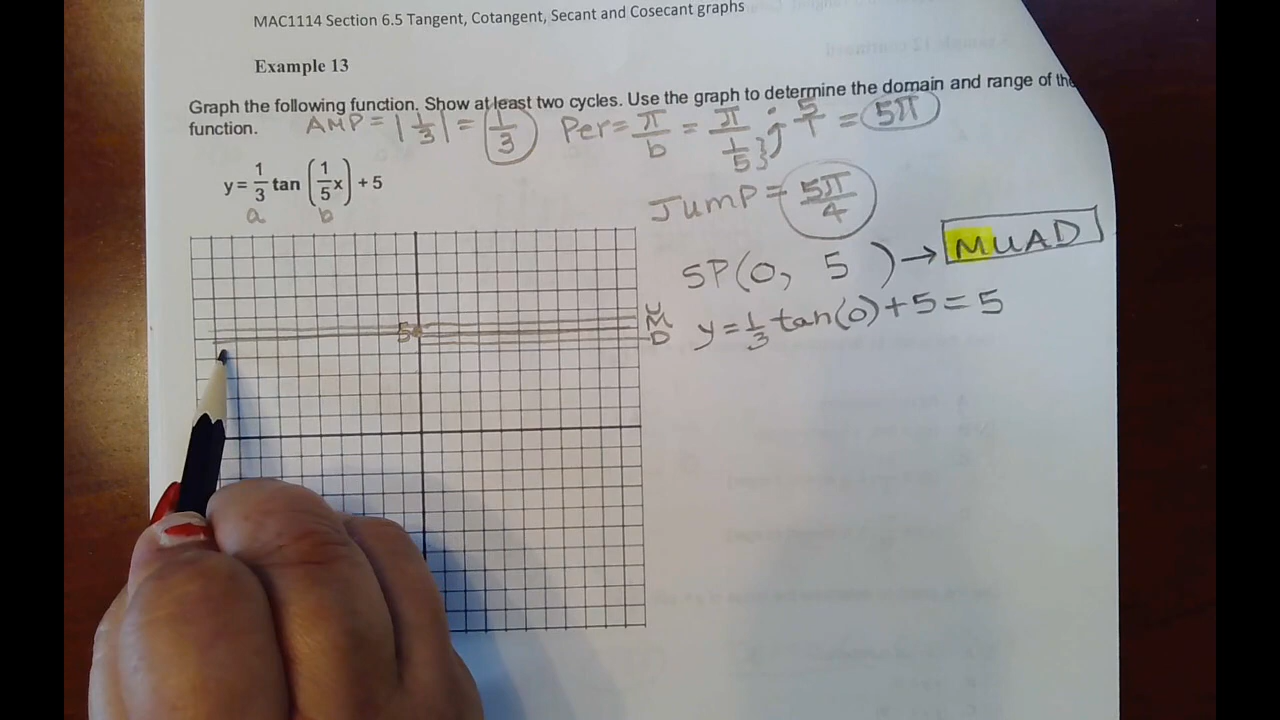 MAC1114 Section 6.5 Tangent, Cotangent, Secant and Cosecant graphs
Example 13
Graph the following function. Show at least two cycles. Use the graph to determine the domain and range of the
function. AMP = |1/3| = 1/3 Per = π/b = π/(1/5) ; 5/1 = 5π
y = 1/3 tan (1/5 x) + 5
a b
Jump = 5π/4
SP(0, 5) → MUAD
y = 1/3 tan(0) + 5 = 5
U
5 M
D